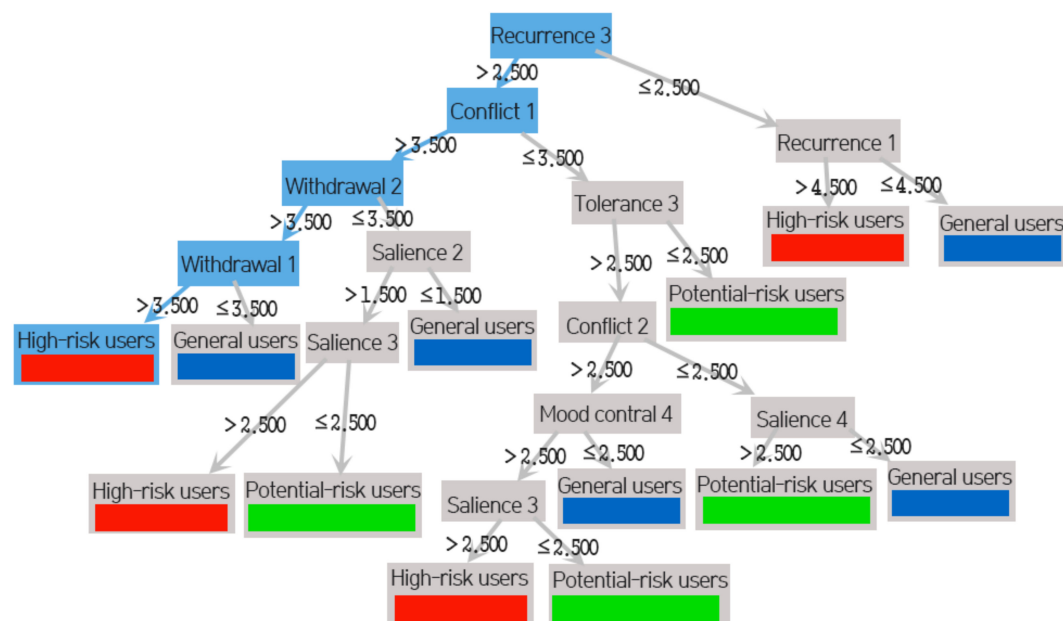 Recurrence 3
>2.500
≤2.500
Conflict 1
Recurrence 1
>3.500
≤3.500
>4.500
≤4.500
Withdrawal 2
Tolerance 3
High-risk users
General users
>3.500
≤3.500
Withdrawal 1
Salience 2
>2.500
≤2.500
Potential-risk users
>3.500
≤3.500
>1.500
≤1.500
High-risk users
General users
Salience 3
General users
Conflict 2
>2.500
≤2.500
>2.500
≤2.500
Mood contral 4
Salience 4
High-risk users
Potential-risk users
>2.500
≤2.500
>2.500
≤2.500
Salience 3
General users
Potential-risk users
General users
>2.500
≤2.500
High-risk users
Potential-risk users